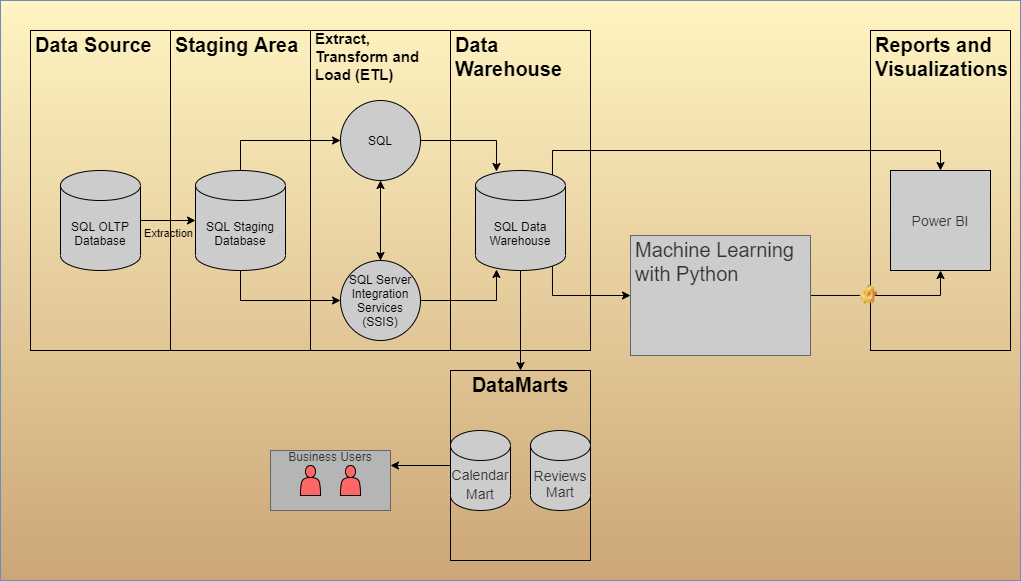 Data Source
Staging Area
Extract,
Transform and
Load (ETL)
Data
Warehouse
Reports and
Visualizations
SQL
SQL OLTP
Database
Extraction
SQL Staging
Database
SQL Data
Warehouse
Power BI
Machine Learning
with Python
SQL Server
Integration
Services
(SSIS)
DataMarts
Business Users
Calendar
Mart
Reviews
Mart